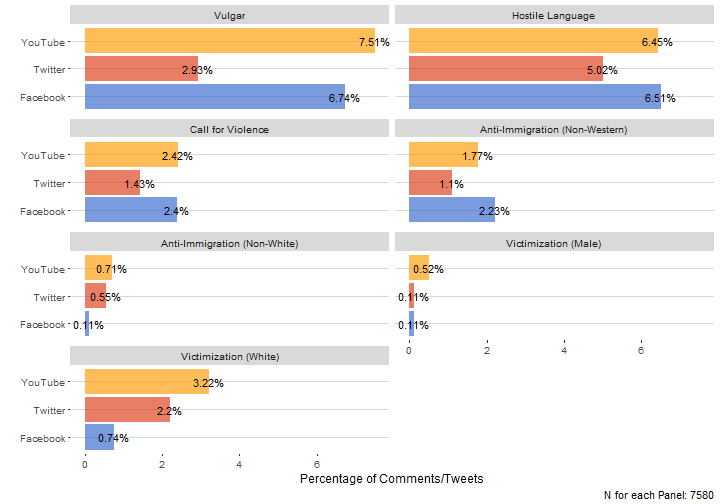 Vulgar
YouTube 7.51%
Twitter 2.93%
Facebook 6.74%
Hostile Language
6.45%
5.02%
6.51%
Call for Violence
YouTube 2.42%
Twitter 1.43%
Facebook 2.4%
Anti-Immigration (Non-Western)
1.77%
1.1%
2.23%
Anti-Immigration (Non-White)
YouTube 0.71%
Twitter 0.55%
Facebook 0.11%
Victimization (Male)
0.52%
0.11%
0.11%
0 2 4 6
Victimization (White)
YouTube 3.22%
Twitter 2.2%
Facebook 0.74%
0 2 4 6
Percentage of Comments/Tweets
N for each Panel: 7580